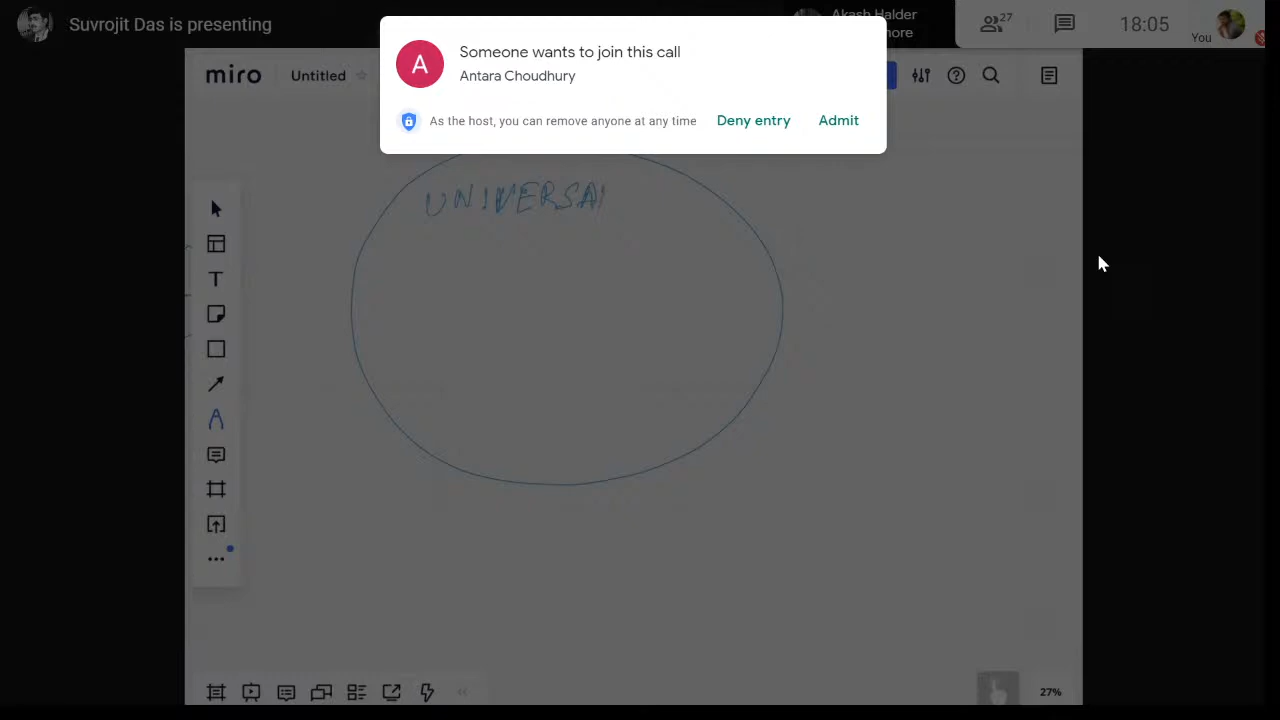 Suvrojit Das is presenting
Akash Halder
more
27
18:05
You
Someone wants to join this call
A
Antara Choudhury
As the host, you can remove anyone at any time
Deny entry
Admit
miro
Untitled
UNIVERSAL
T
27%